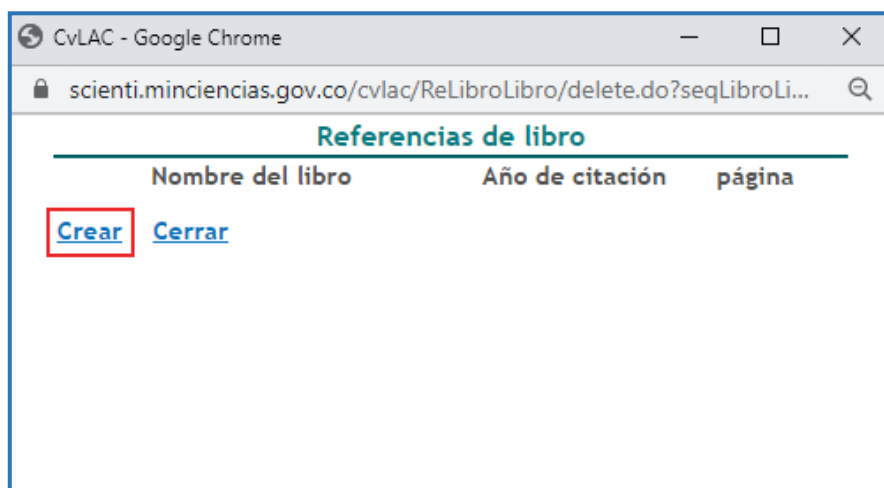 CvLAC - Google Chrome
scienti.minciencias.gov.co/cvlac/ReLibroLibro/delete.do?seqLibroLi...
Referencias de libro
Nombre del libro Año de citación página
Crear Cerrar